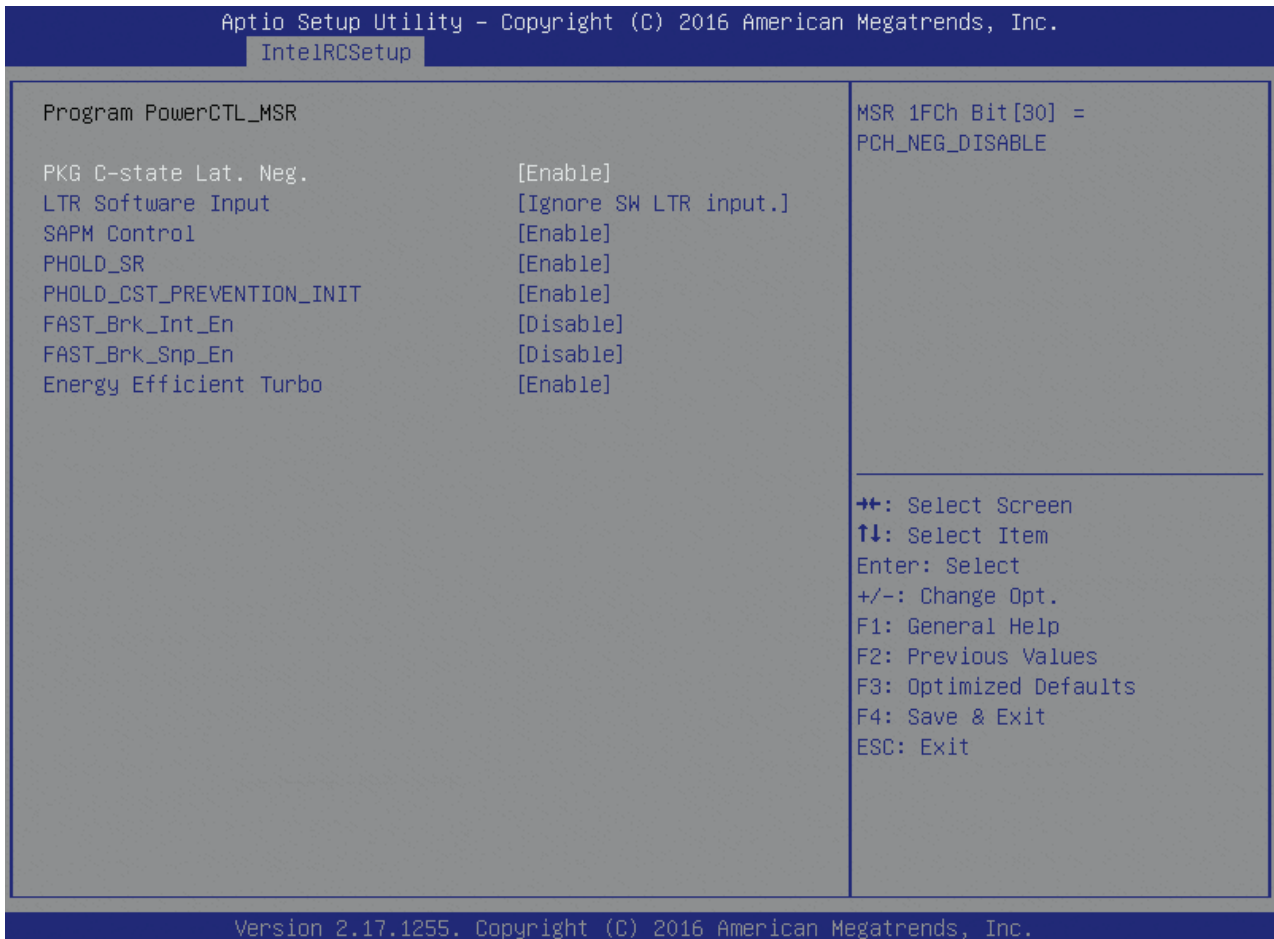 Aptio Setup Utility – Copyright (C) 2016 American Megatrends, Inc.
IntelRCSetup
Program PowerCTL_MSR
PKG C-state Lat. Neg. [Enable]
LTR Software Input [Ignore SW LTR input.]
SAPM Control [Enable]
PHOLD_SR [Enable]
PHOLD_CST_PREVENTION_INIT [Enable]
FAST_Brk_Int_En [Disable]
FAST_Brk_Snp_En [Disable]
Energy Efficient Turbo [Enable]
MSR 1FCh Bit[30] =
PCH_NEG_DISABLE
→←: Select Screen
↑↓: Select Item
Enter: Select
+/-: Change Opt.
F1: General Help
F2: Previous Values
F3: Optimized Defaults
F4: Save & Exit
ESC: Exit
Version 2.17.1255. Copyright (C) 2016 American Megatrends, Inc.